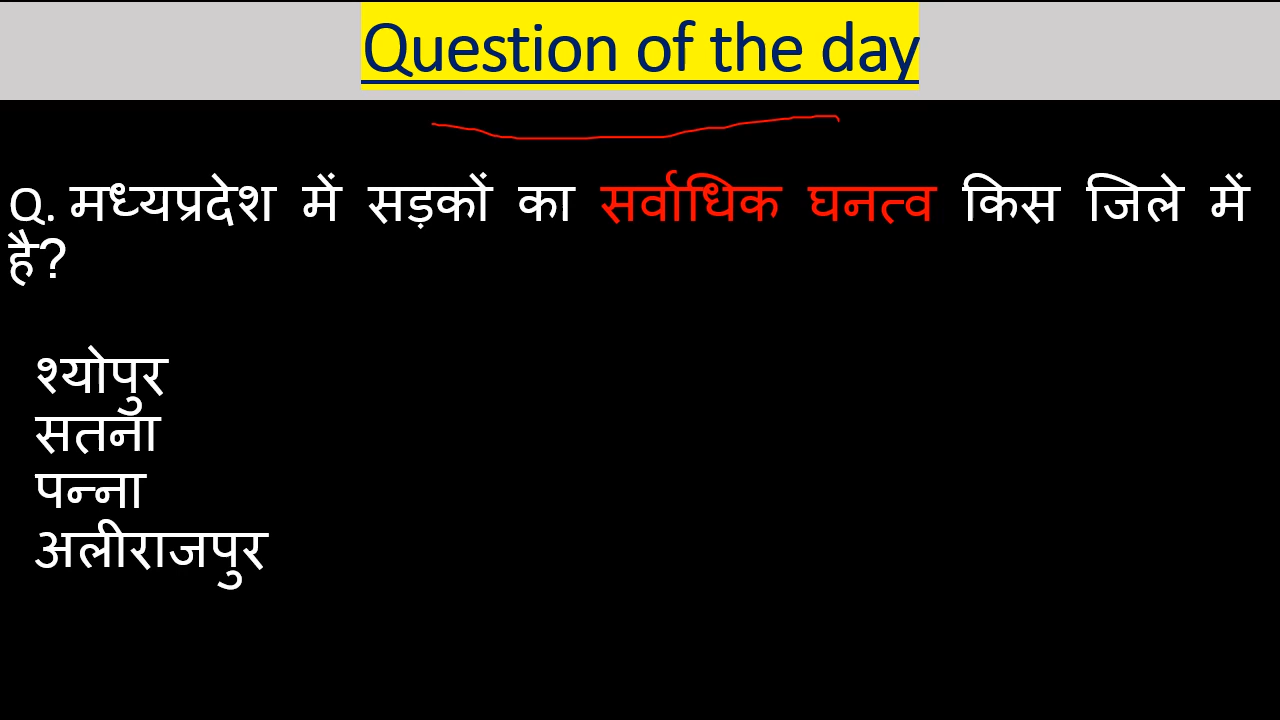 Question of the day
Q. मध्यप्रदेश में सड़कों का सर्वाधिक घनत्व किस जिले में
है?
श्योपुर
सतना
पन्ना
अलीराजपुर